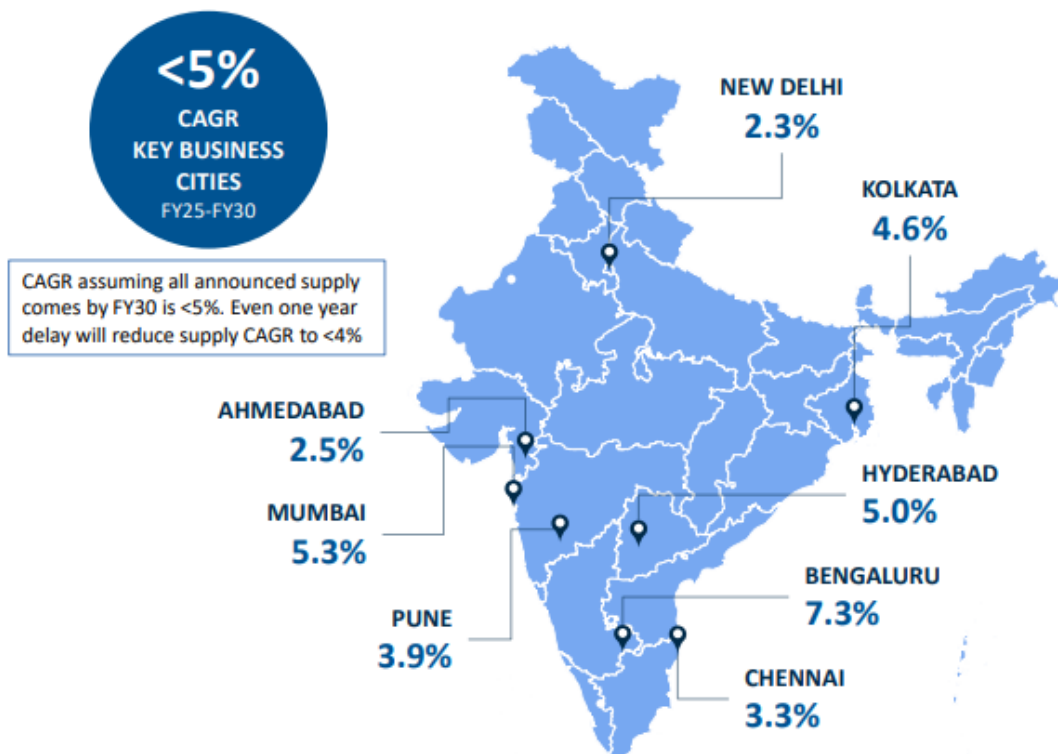 <5%
CAGR
KEY BUSINESS
CITIES
FY25-FY30
CAGR assuming all announced supply
comes by FY30 is <5%. Even one year
delay will reduce supply CAGR to <4%
NEW DELHI
2.3%
KOLKATA
4.6%
AHMEDABAD
2.5%
MUMBAI
5.3%
HYDERABAD
5.0%
PUNE
3.9%
BENGALURU
7.3%
CHENNAI
3.3%